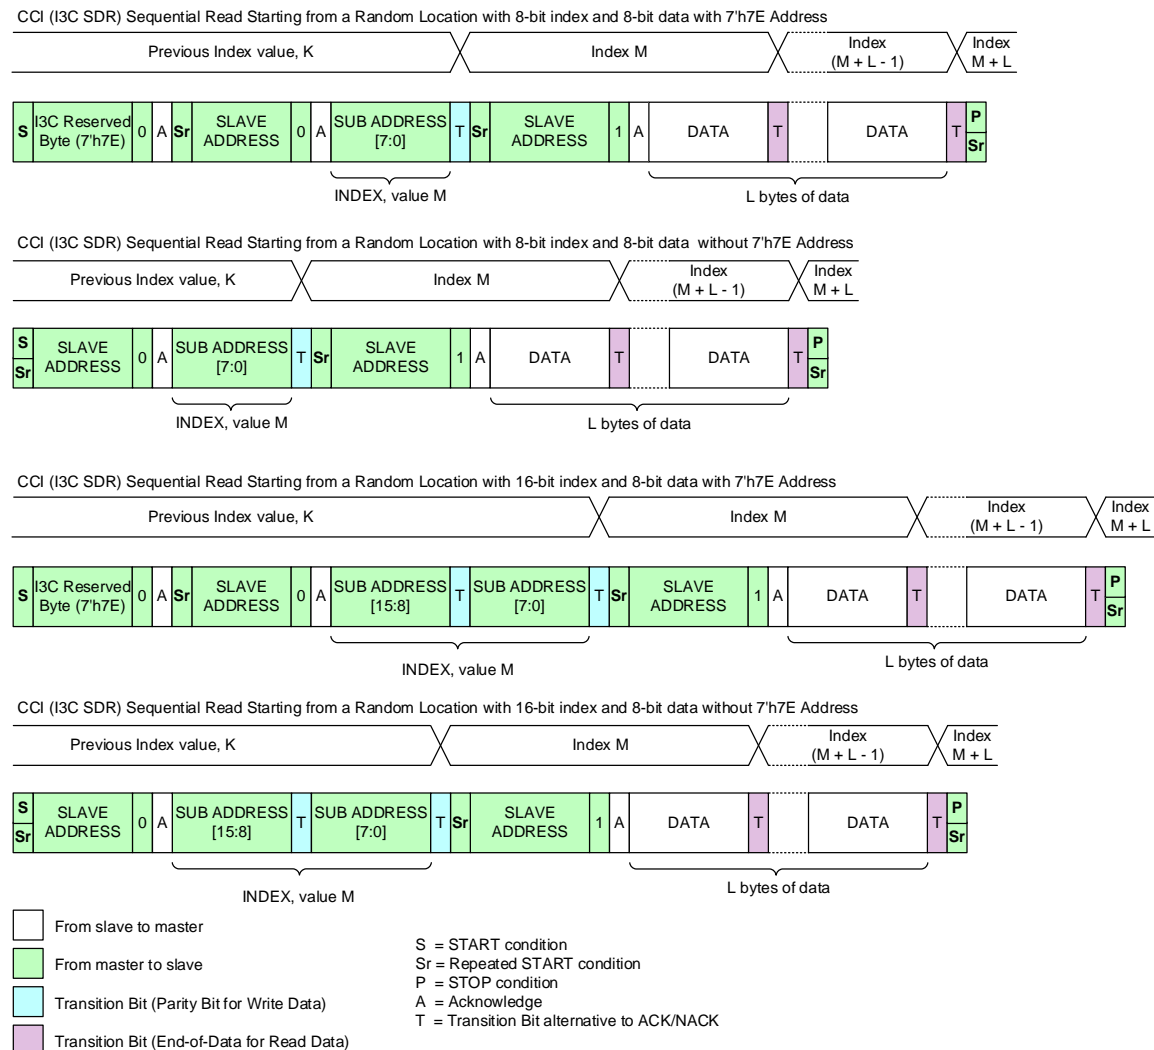 CCI (I3C SDR) Sequential Read Starting from a Random Location with 8-bit index and 8-bit data with 7'h7E Address
Previous Index value, K Index M Index (M + L - 1) Index M + L
S I3C Reserved Byte (7'h7E) 0 A Sr SLAVE ADDRESS 0 A SUB ADDRESS [7:0] T Sr SLAVE ADDRESS 1 A DATA T DATA T P Sr
INDEX, value M L bytes of data
CCI (I3C SDR) Sequential Read Starting from a Random Location with 8-bit index and 8-bit data without 7'h7E Address
Previous Index value, K Index M Index (M + L - 1) Index M + L
S Sr SLAVE ADDRESS 0 A SUB ADDRESS [7:0] T Sr SLAVE ADDRESS 1 A DATA T DATA T P Sr
INDEX, value M L bytes of data
CCI (I3C SDR) Sequential Read Starting from a Random Location with 16-bit index and 8-bit data with 7'h7E Address
Previous Index value, K Index M Index (M + L - 1) Index M + L
S I3C Reserved Byte (7'h7E) 0 A Sr SLAVE ADDRESS 0 A SUB ADDRESS [15:8] T SUB ADDRESS [7:0] T Sr SLAVE ADDRESS 1 A DATA T DATA T P Sr
INDEX, value M L bytes of data
CCI (I3C SDR) Sequential Read Starting from a Random Location with 16-bit index and 8-bit data without 7'h7E Address
Previous Index value, K Index M Index (M + L - 1) Index M + L
S Sr SLAVE ADDRESS 0 A SUB ADDRESS [15:8] T SUB ADDRESS [7:0] T Sr SLAVE ADDRESS 1 A DATA T DATA T P Sr
INDEX, value M L bytes of data
From slave to master
From master to slave
Transition Bit (Parity Bit for Write Data)
Transition Bit (End-of-Data for Read Data)
S = START condition
Sr = Repeated START condition
P = STOP condition
A = Acknowledge
T = Transition Bit alternative to ACK/NACK